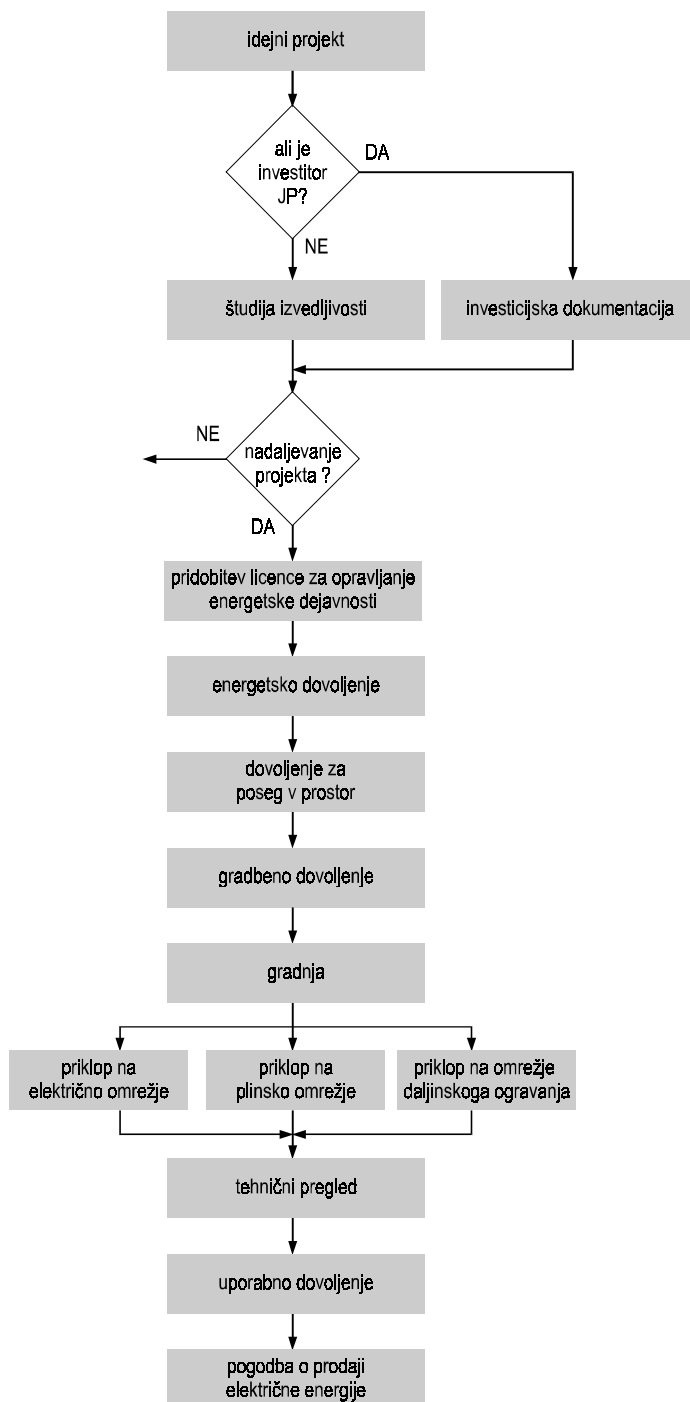 idejni projekt
ali je
investitor
JP?
DA
NE
študija izvedljivosti
investicijska dokumentacija
NE
nadaljevanje
projekta ?
DA
pridobitev licence za opravljanje
energetske dejavnosti
energetsko dovoljenje
dovoljenje za
poseg v prostor
gradbeno dovoljenje
gradnja
priklop na
električno omrežje
priklop na
plinsko omrežje
priklop na omrežje
daljinskoga ogravanja
tehnični pregled
uporabno dovoljenje
pogodba o prodaji
električne energije